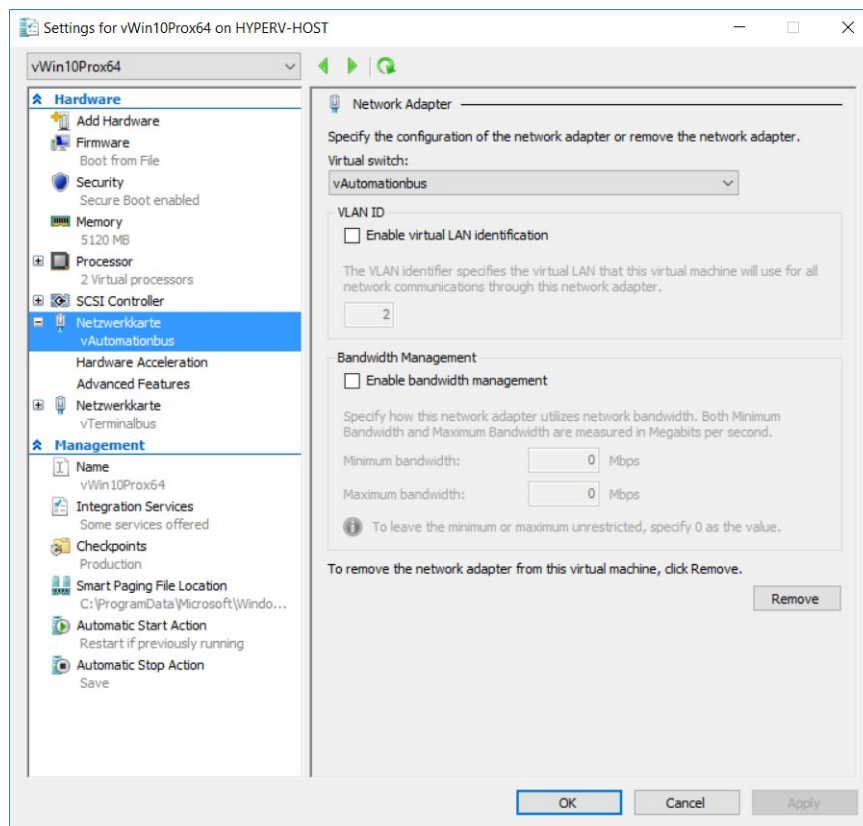 Settings for vWin10Prox64 on HYPERV-HOST
vWin10Prox64
Hardware
Add Hardware
Firmware
Boot from File
Security
Secure Boot enabled
Memory
5120 MB
Processor
2 Virtual processors
SCSI Controller
Netzwerkkarte
vAutomationbus
Hardware Acceleration
Advanced Features
Netzwerkkarte
vTerminalbus
Management
Name
vWin10Prox64
Integration Services
Some services offered
Checkpoints
Production
Smart Paging File Location
C:\ProgramData\Microsoft\Windo...
Automatic Start Action
Restart if previously running
Automatic Stop Action
Save
Network Adapter
Specify the configuration of the network adapter or remove the network adapter.
Virtual switch:
vAutomationbus
VLAN ID
Enable virtual LAN identification
The VLAN identifier specifies the virtual LAN that this virtual machine will use for all
network communications through this network adapter.
2
Bandwidth Management
Enable bandwidth management
Specify how this network adapter utilizes network bandwidth. Both Minimum
Bandwidth and Maximum Bandwidth are measured in Megabits per second.
Minimum bandwidth: 0 Mbps
Maximum bandwidth: 0 Mbps
To leave the minimum or maximum unrestricted, specify 0 as the value.
To remove the network adapter from this virtual machine, click Remove.
Remove
OK Cancel Apply